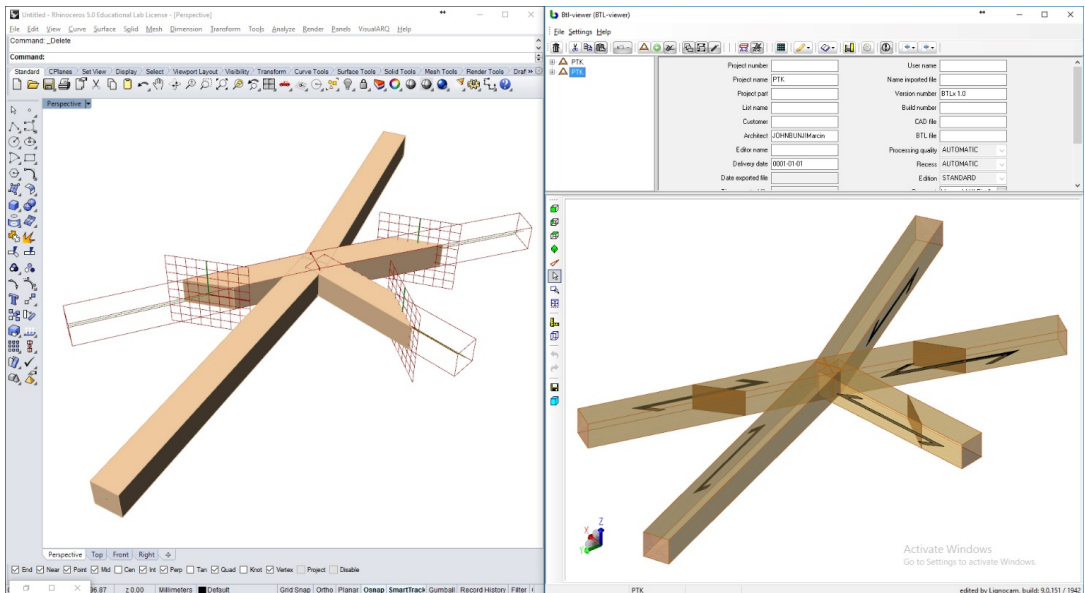 Untitled - Rhinoceros 5.0 Educational Lab License - [Perspective]
File Edit View Curve Surface Solid Mesh Dimension Transform Tools Analyze Render Panels VisualARQ Help
Command: _Delete
Command:
Standard CPlanes Set View Display Select Viewport Layout Visibility Transform Curve Tools Surface Tools Solid Tools Mesh Tools Render Tools Draf
Perspective
Perspective Top Front Right
End Near Point Mid Cen Int Perp Tan Quad Knot Vertex Project Disable
96.87 z 0.00 Millimeters Default Grid Snap Ortho Planar Osnap SmartTrack Gumball Record History Filter
Btl-viewer (BTL-viewer)
File Settings Help
PTK
PTK
Project number User name
Project name PTK Name imported file
Project part Version number BTLx 1.0
List name Build number
Customer CAD file
Architect JOHNBUNJIMarcin BTL file
Editor name Processing quality AUTOMATIC
Delivery date 0001-01-01 Recess AUTOMATIC
Date exported file Edition STANDARD
X
Y
Z
Activate Windows
Go to Settings to activate Windows.
PTK edited by Lignocam, build: 9.0.151 / 1942